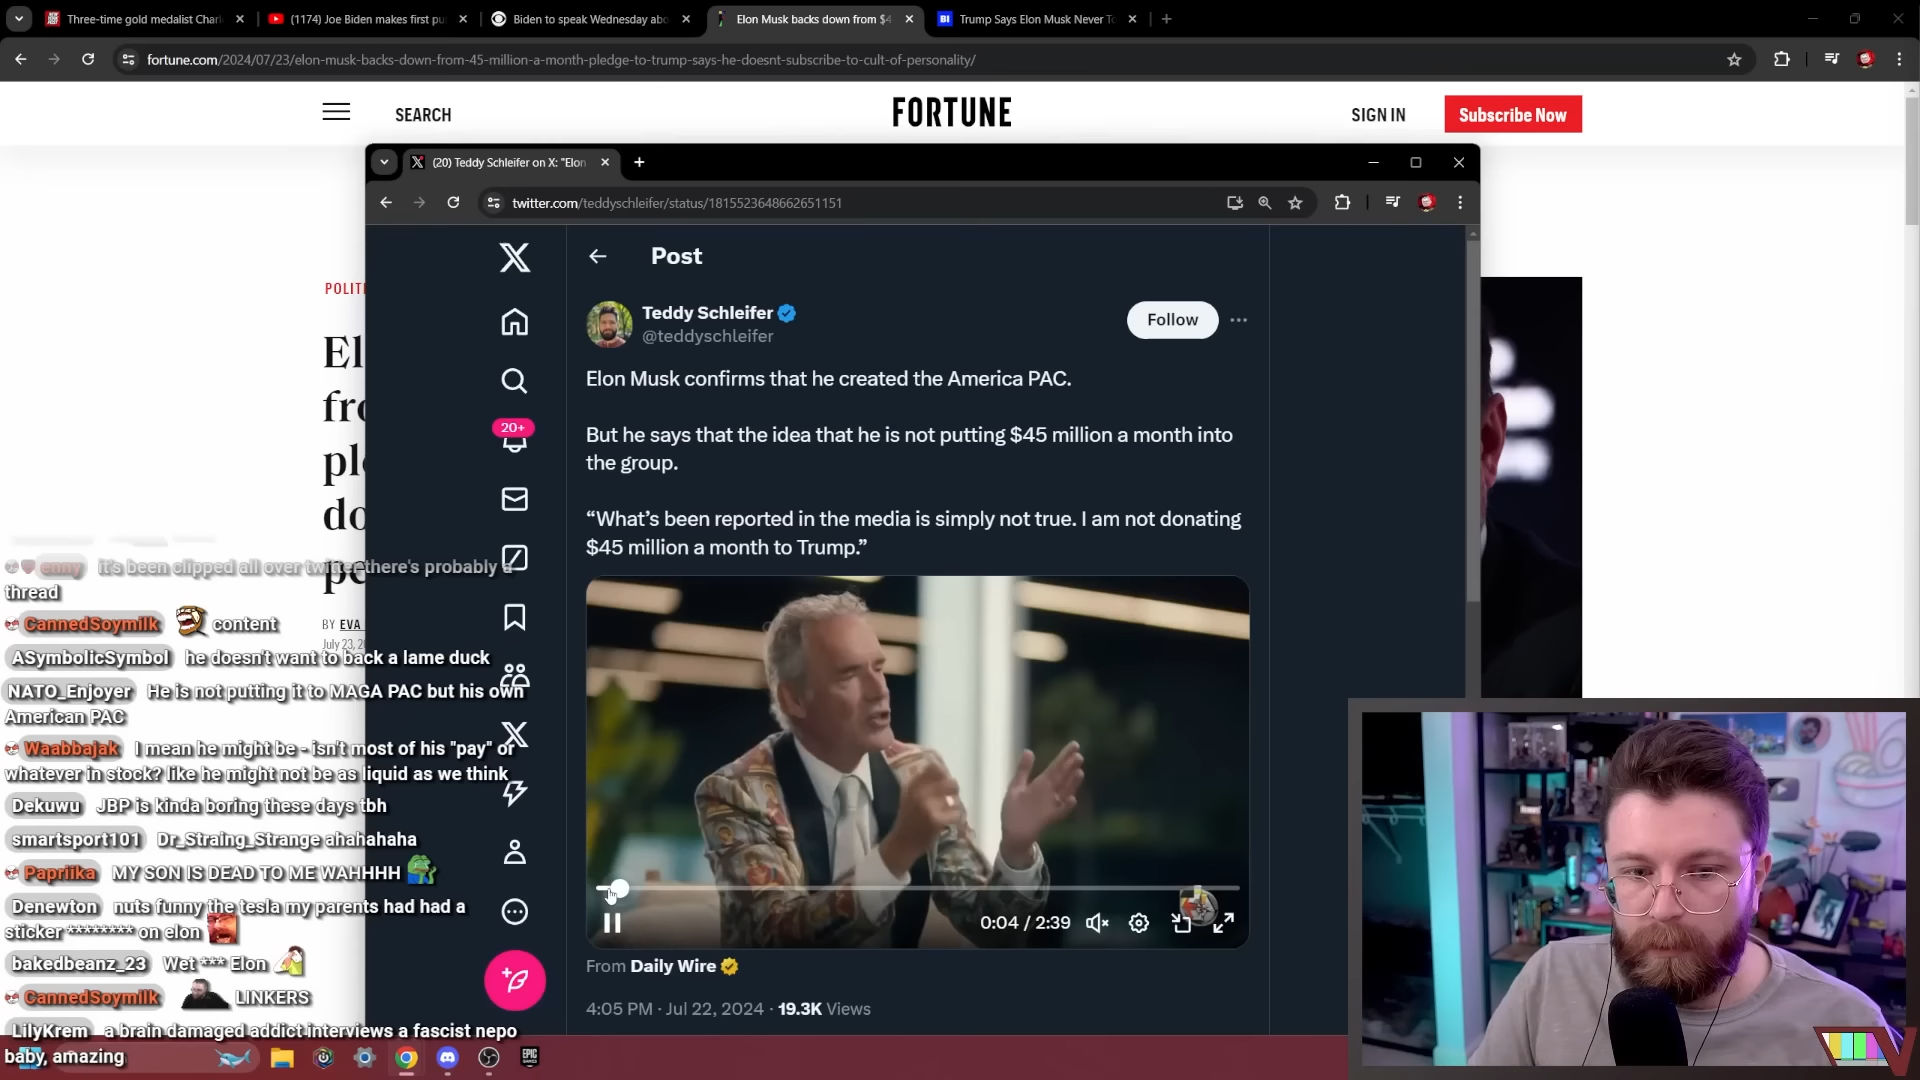 Three-time gold medalist Charl
(1174) Joe Biden makes first pu
Biden to speak Wednesday abo
Elon Musk backs down from $4
BI
Trump Says Elon Musk Never To
fortune.com/2024/07/23/elon-musk-backs-down-from-45-million-a-month-pledge-to-trump-says-he-doesnt-subscribe-to-cult-of-personality/
SEARCH
FORTUNE
SIGN IN
Subscribe Now
(20) Teddy Schleifer on X: "Elon
twitter.com/teddyschleifer/status/1815523648662651151
POLITI
El
fro
ple
do
pe
BY EVA
July 23, 2
Post
Teddy Schleifer
@teddyschleifer
Follow
Elon Musk confirms that he created the America PAC.
But he says that the idea that he is not putting $45 million a month into
the group.
“What’s been reported in the media is simply not true. I am not donating
$45 million a month to Trump.”
20+
0:04 / 2:39
From Daily Wire
4:05 PM · Jul 22, 2024 · 19.3K Views
enny it's been clipped all over twitter there's probably a
thread
CannedSoymilk content
ASymbolicSymbol he doesn't want to back a lame duck
NATO_Enjoyer He is not putting it to MAGA PAC but his own
American PAC
Waabbajak I mean he might be - isn't most of his "pay" or
whatever in stock? like he might not be as liquid as we think
Dekuwu JBP is kinda boring these days tbh
smartsport101 Dr_Straing_Strange ahahahaha
Papriika MY SON IS DEAD TO ME WAHHHH
Denewton nuts funny the tesla my parents had had a
sticker ******** on elon
bakedbeanz_23 Wet *** Elon
CannedSoymilk LINKERS
LilyKrem a brain damaged addict interviews a fascist nepo
baby, amazing
EPIC
GAMES